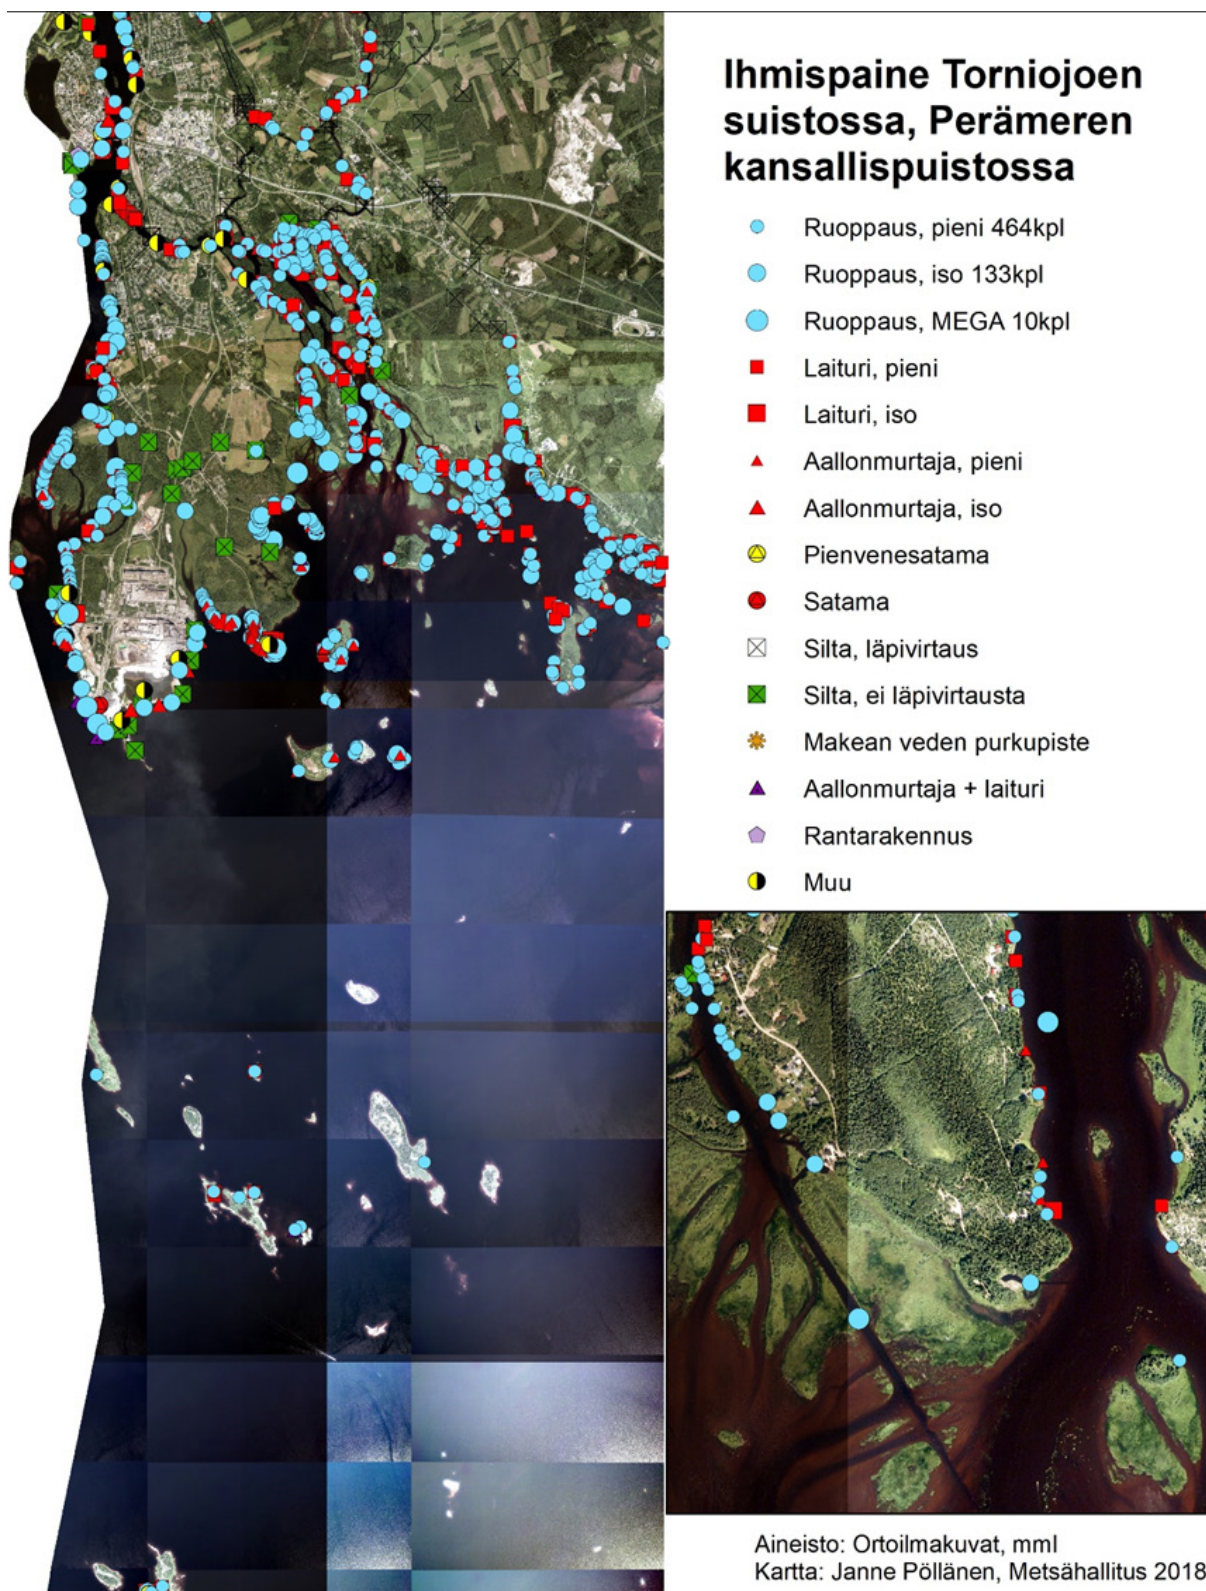 Ihmispaine Torniojoen
suistossa, Perämeren
kansallispuistossa
Ruoppaus, pieni 464kpl
Ruoppaus, iso 133kpl
Ruoppaus, MEGA 10kpl
Laituri, pieni
Laituri, iso
Aallonmurtaja, pieni
Aallonmurtaja, iso
Pienvenesatama
Satama
Silta, läpivirtaus
Silta, ei läpivirtausta
Makean veden purkupiste
Aallonmurtaja + laituri
Rantarakennus
Muu
Aineisto: Ortoilmakuvat, mml
Kartta: Janne Pöllänen, Metsähallitus 2018